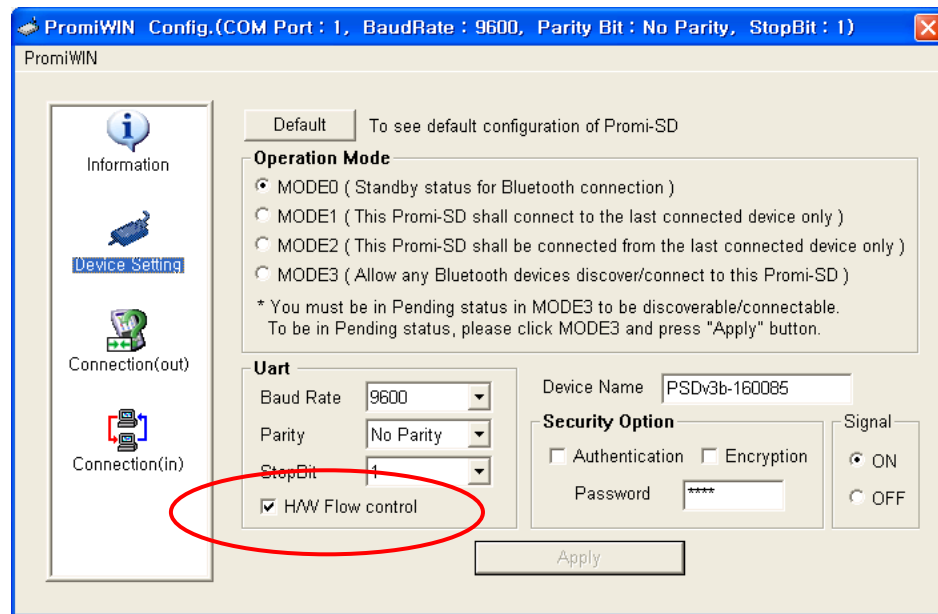 PromiWIN Config.(COM Port : 1, BaudRate : 9600, Parity Bit : No Parity, StopBit : 1)
PromiWIN
Information
Device Setting
Connection(out)
Connection(in)
Default To see default configuration of Promi-SD
Operation Mode
MODE0 ( Standby status for Bluetooth connection )
MODE1 ( This Promi-SD shall connect to the last connected device only )
MODE2 ( This Promi-SD shall be connected from the last connected device only )
MODE3 ( Allow any Bluetooth devices discover/connect to this Promi-SD )
* You must be in Pending status in MODE3 to be discoverable/connectable.
To be in Pending status, please click MODE3 and press "Apply" button.
Uart
Baud Rate 9600
Parity No Parity
StopBit 1
H/W Flow control
Device Name PSDv3b-160085
Security Option
Authentication Encryption
Password ****
Signal
ON
OFF
Apply